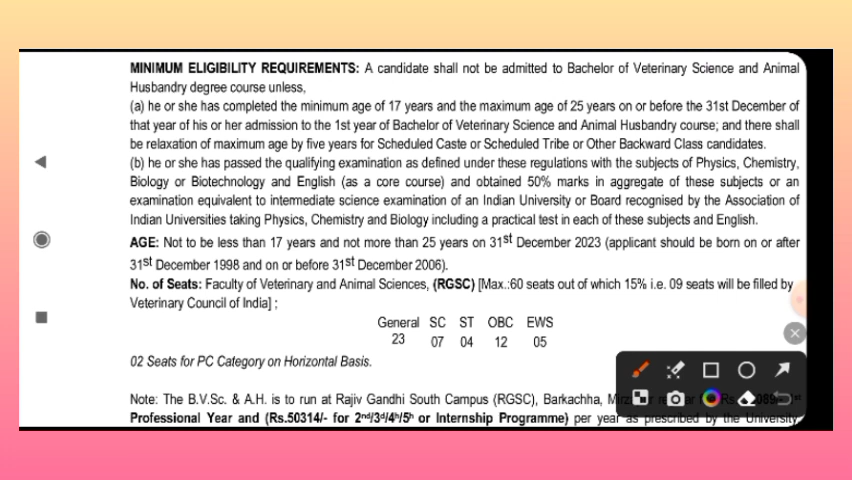 MINIMUM ELIGIBILITY REQUIREMENTS: A candidate shall not be admitted to Bachelor of Veterinary Science and Animal
Husbandry degree course unless,
(a) he or she has completed the minimum age of 17 years and the maximum age of 25 years on or before the 31st December of
that year of his or her admission to the 1st year of Bachelor of Veterinary Science and Animal Husbandry course; and there shall
be relaxation of maximum age by five years for Scheduled Caste or Scheduled Tribe or Other Backward Class candidates.
(b) he or she has passed the qualifying examination as defined under these regulations with the subjects of Physics, Chemistry,
Biology or Biotechnology and English (as a core course) and obtained 50% marks in aggregate of these subjects or an
examination equivalent to intermediate science examination of an Indian University or Board recognised by the Association of
Indian Universities taking Physics, Chemistry and Biology including a practical test in each of these subjects and English.
AGE: Not to be less than 17 years and not more than 25 years on 31st December 2023 (applicant should be born on or after
31st December 1998 and on or before 31st December 2006).
No. of Seats: Faculty of Veterinary and Animal Sciences, (RGSC) [Max.:60 seats out of which 15% i.e. 09 seats will be filled by
Veterinary Council of India] ;
General SC ST OBC EWS
23 07 04 12 05
02 Seats for PC Category on Horizontal Basis.
Note: The B.V.Sc. & A.H. is to run at Rajiv Gandhi South Campus (RGSC), Barkachha,
Professional Year and (Rs.50314/- for 2nd/3rd/4h/5h or Internship Programme) per year as prescribed by the University